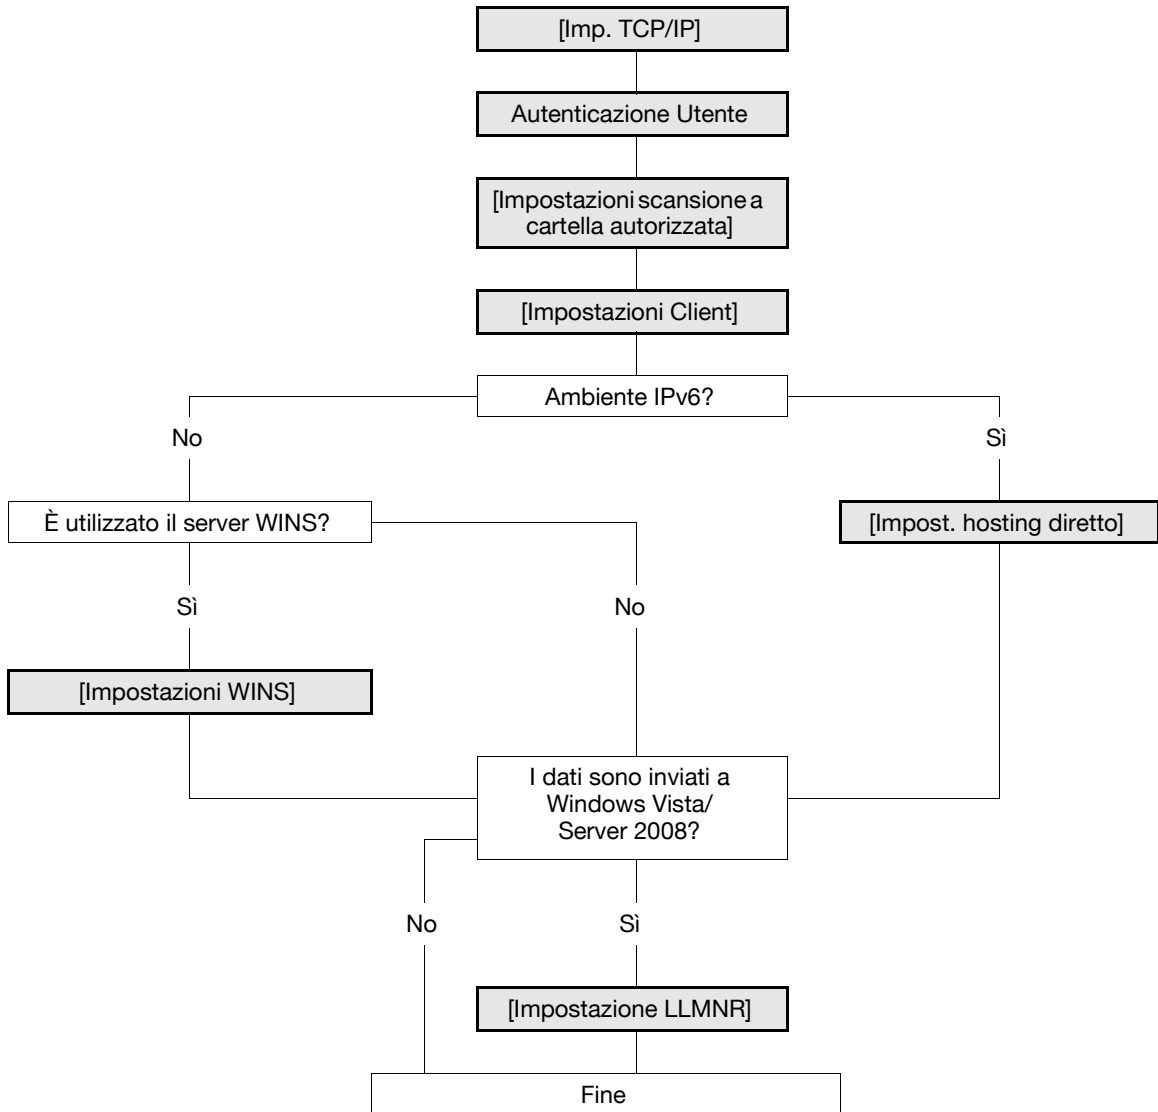 [Imp. TCP/IP]
Autenticazione Utente
[Impostazioni scansione a
cartella autorizzata]
[Impostazioni Client]
Ambiente IPv6?
No
Sì
È utilizzato il server WINS?
[Impost. hosting diretto]
Sì
No
[Impostazioni WINS]
I dati sono inviati a
Windows Vista/
Server 2008?
No
Sì
[Impostazione LLMNR]
Fine